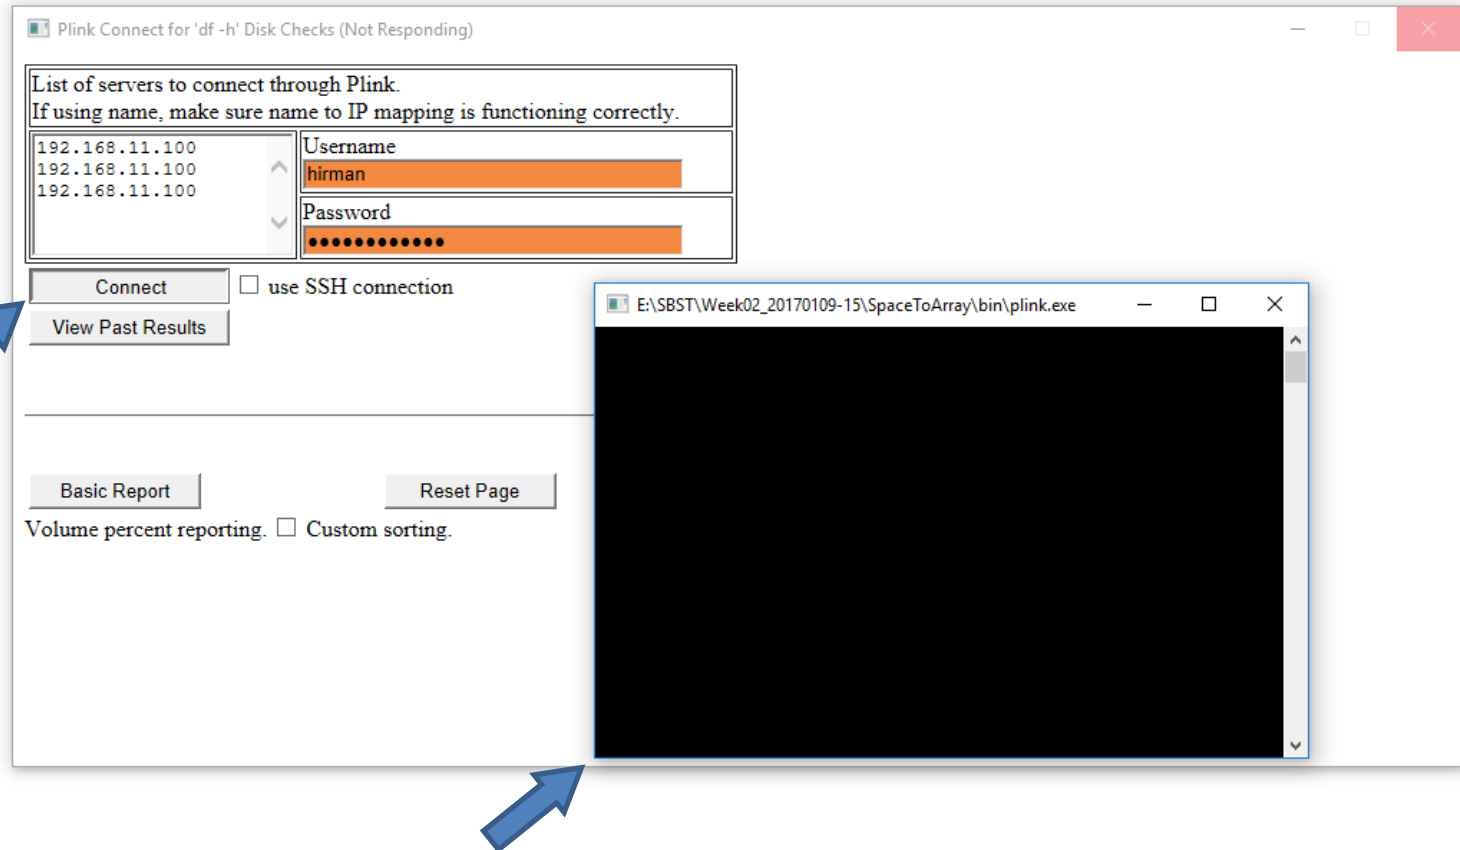 Plink Connect for 'df -h' Disk Checks (Not Responding)
List of servers to connect through Plink.
If using name, make sure name to IP mapping is functioning correctly.
192.168.11.100
192.168.11.100
192.168.11.100
Username
hirman
Password
●●●●●●●●●●●●
Connect
use SSH connection
View Past Results
E:\SBST\Week02_20170109-15\SpaceToArray\bin\plink.exe
Basic Report
Reset Page
Volume percent reporting.
Custom sorting.